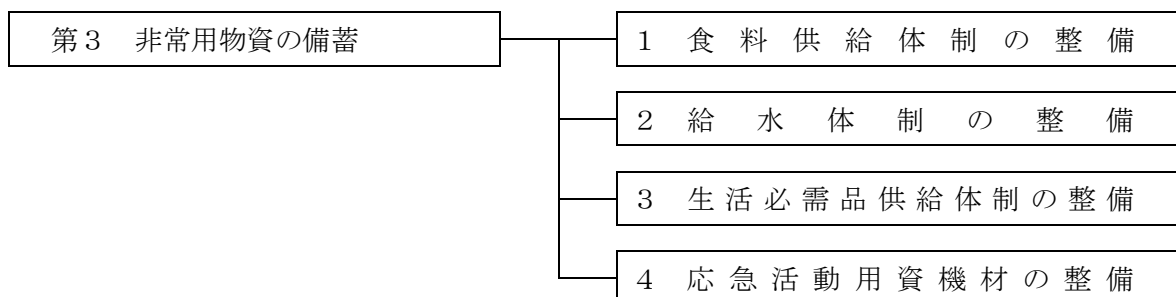 第３　非常用物資の備蓄
１　食料供給体制の整備
２　給水体制の整備
３　生活必需品供給体制の整備
４　応急活動用資機材の整備